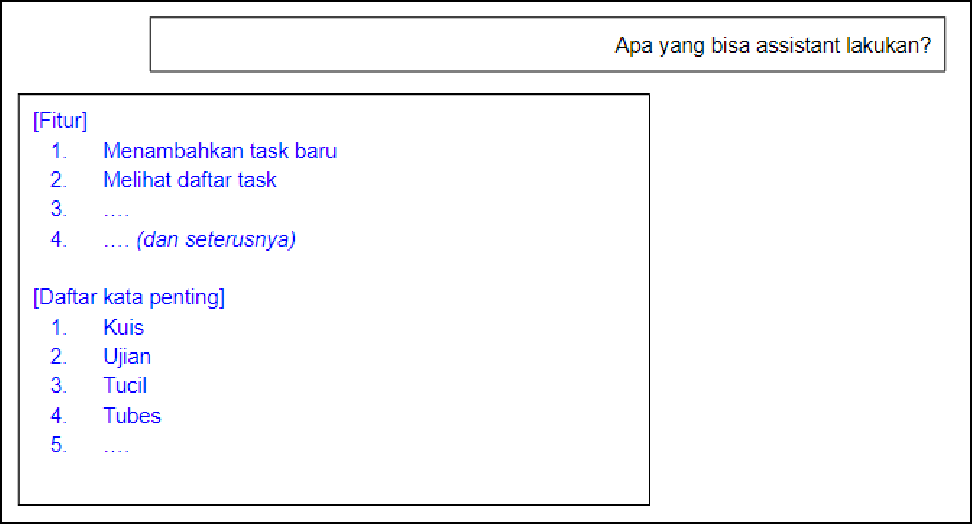 Apa yang bisa assistant lakukan?
[Fitur]
1. Menambahkan task baru
2. Melihat daftar task
3. ....
4. .... (dan seterusnya)
[Daftar kata penting]
1. Kuis
2. Ujian
3. Tucil
4. Tubes
5. ....